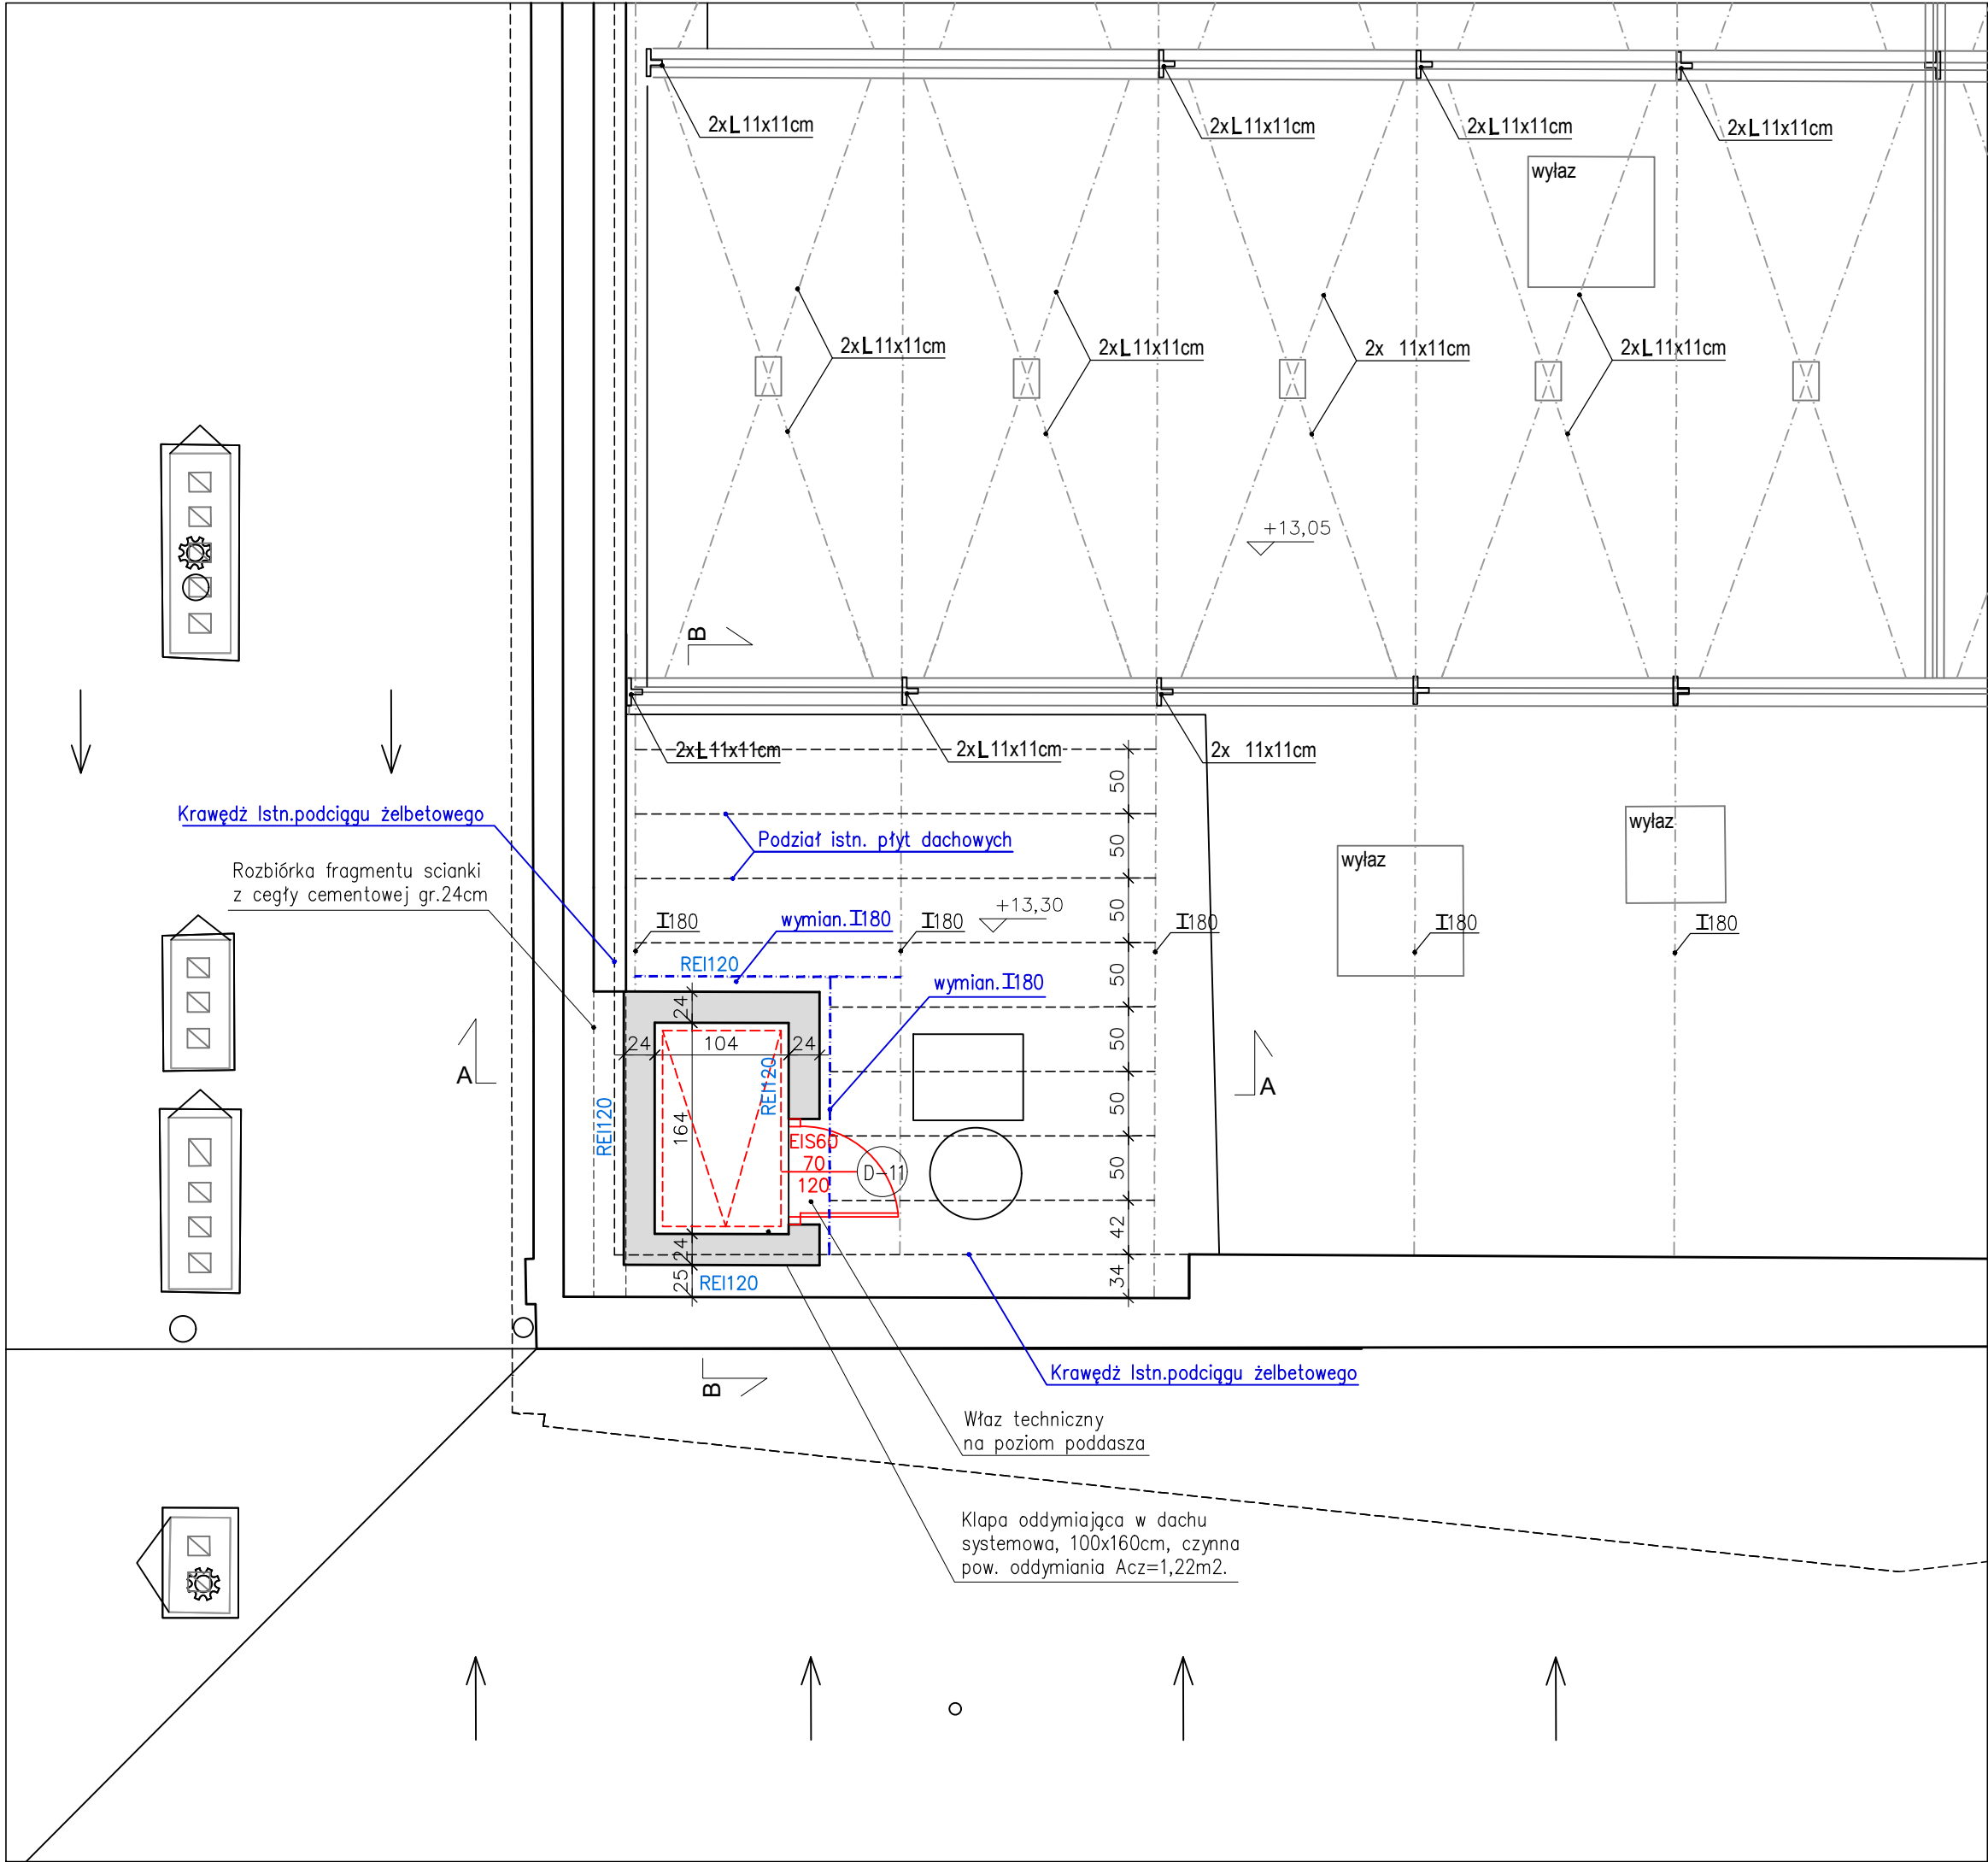 2xL11x11cm
2xL11x11cm
2xL11x11cm
2xL11x11cm
wyłaz
2xL11x11cm
2xL11x11cm
2x 11x11cm
2xL11x11cm
+13,05
B
2xL11x11cm
2xL11x11cm
2x 11x11cm
50
Krawędź Istn.podciągu żelbetowego
Podział istn. płyt dachowych
50
wyłaz
wyłaz
Rozbiórka fragmentu scianki
z cegły cementowej gr.24cm
50
I180
wymian.I180
I180
+13,30
I180
I180
I180
REI120
50
wymian.I180
24
24
104
24
50
A
A
REI120
REI120
164
50
EIS60
70
120
D-11
50
42
24
25
REI120
34
Krawędź Istn.podciągu żelbetowego
B
Właz techniczny
na poziom poddasza
Klapa oddymiająca w dachu
systemowa, 100x160cm, czynna
pow. oddymiania Acz=1,22m2.